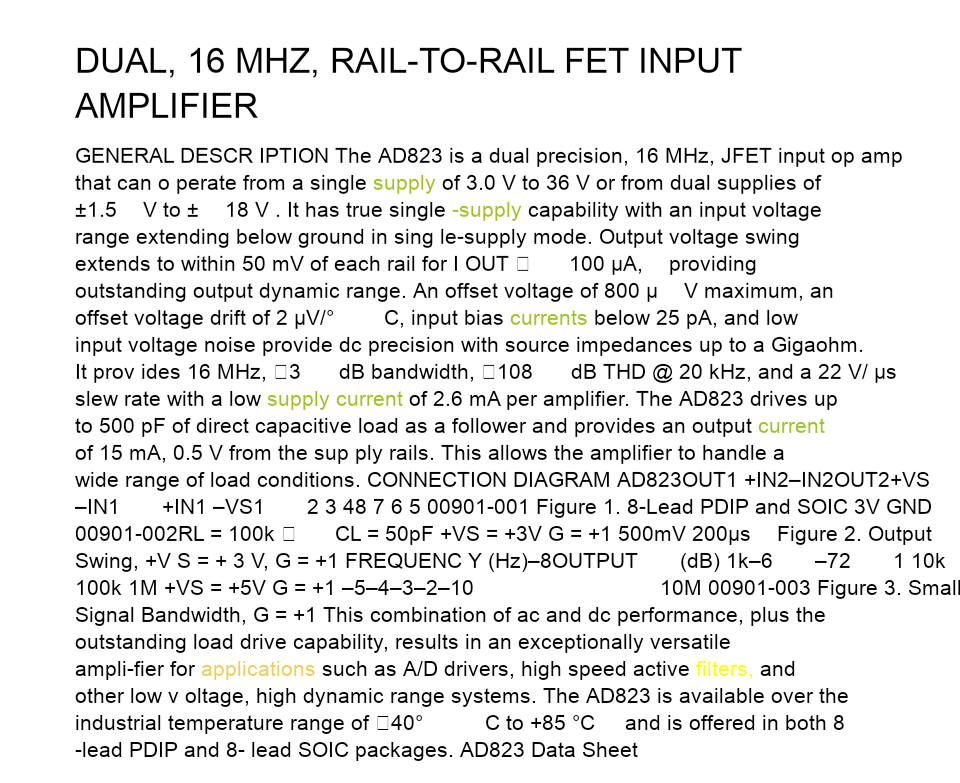 DUAL, 16 MHZ, RAIL-TO-RAIL FET INPUT
AMPLIFIER
GENERAL DESCR IPTION The AD823 is a dual precision, 16 MHz, JFET input op amp
that can o perate from a single supply of 3.0 V to 36 V or from dual supplies of
±1.5 V to ± 18 V . It has true single -supply capability with an input voltage
range extending below ground in sing le-supply mode. Output voltage swing
extends to within 50 mV of each rail for I OUT □ 100 µA, providing
outstanding output dynamic range. An offset voltage of 800 µ V maximum, an
offset voltage drift of 2 µV/° C, input bias currents below 25 pA, and low
input voltage noise provide dc precision with source impedances up to a Gigaohm.
It prov ides 16 MHz, □3 dB bandwidth, □108 dB THD @ 20 kHz, and a 22 V/ µs
slew rate with a low supply current of 2.6 mA per amplifier. The AD823 drives up
to 500 pF of direct capacitive load as a follower and provides an output current
of 15 mA, 0.5 V from the sup ply rails. This allows the amplifier to handle a
wide range of load conditions. CONNECTION DIAGRAM AD823OUT1 +IN2–IN2OUT2+VS
–IN1 +IN1 –VS1 2 3 48 7 6 5 00901-001 Figure 1. 8-Lead PDIP and SOIC 3V GND
00901-002RL = 100k □ CL = 50pF +VS = +3V G = +1 500mV 200µs Figure 2. Output
Swing, +V S = + 3 V, G = +1 FREQUENC Y (Hz)–8OUTPUT (dB) 1k–6 –72 1 10k
100k 1M +VS = +5V G = +1 –5–4–3–2–10 10M 00901-003 Figure 3. Small
Signal Bandwidth, G = +1 This combination of ac and dc performance, plus the
outstanding load drive capability, results in an exceptionally versatile
ampli-fier for applications such as A/D drivers, high speed active filters, and
other low v oltage, high dynamic range systems. The AD823 is available over the
industrial temperature range of □40° C to +85 °C and is offered in both 8
-lead PDIP and 8- lead SOIC packages. AD823 Data Sheet